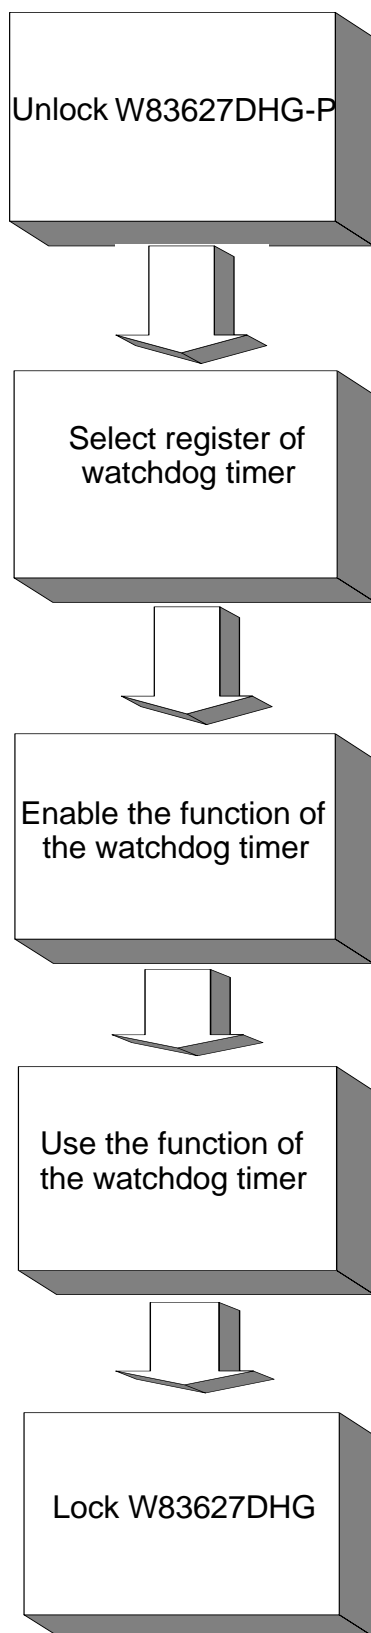 Unlock W83627DHG-P
Select register of
watchdog timer
Enable the function of
the watchdog timer
Use the function of
the watchdog timer
Lock W83627DHG